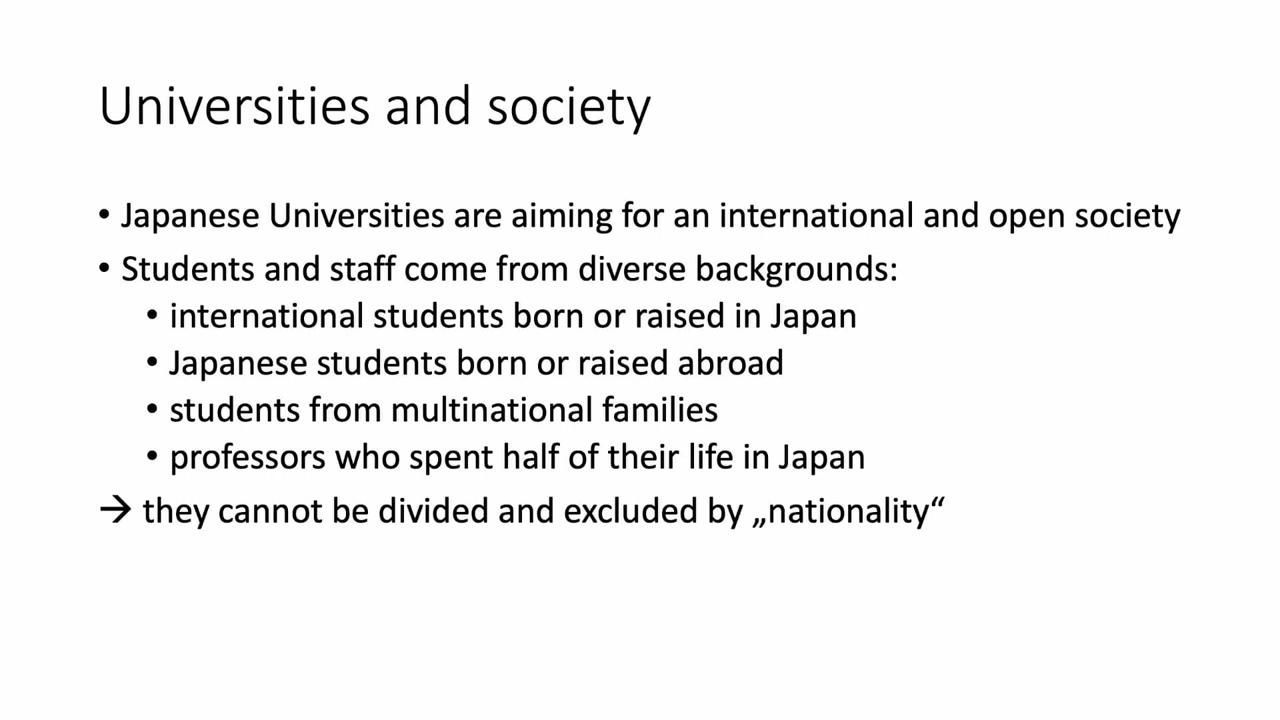 Universities and society
• Japanese Universities are aiming for an international and open society
• Students and staff come from diverse backgrounds:
• international students born or raised in Japan
• Japanese students born or raised abroad
• students from multinational families
• professors who spent half of their life in Japan
→ they cannot be divided and excluded by „nationality“